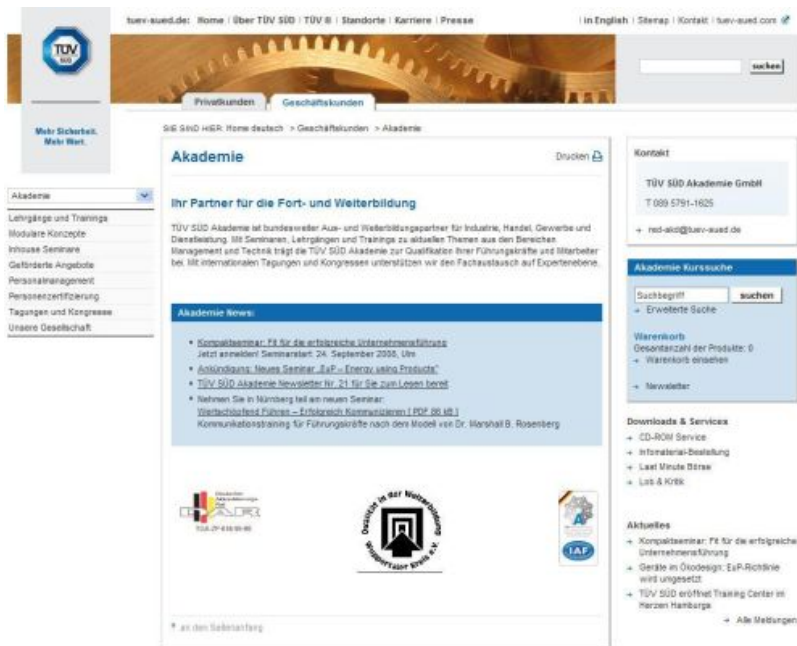 tuev-sued.de: Home | Über TÜV SÜD | TÜV ® | Standorte | Karriere | Presse
in English | Sitemap | Kontakt | tuev-sued.com
TÜV
SÜD
suchen
Privatkunden
Geschäftskunden
Mehr Sicherheit.
Mehr Wert.
SIE SIND HIER: Home deutsch > Geschäftskunden > Akademie
Akademie
Lehrgänge und Trainings
Modulare Konzepte
Inhouse Seminare
Geförderte Angebote
Personalmanagement
Personenzertifizierung
Tagungen und Kongresse
Unsere Gesellschaft
Akademie
Drucken
Ihr Partner für die Fort- und Weiterbildung
TÜV SÜD Akademie ist bundesweiter Aus- und Weiterbildungspartner für Industrie, Handel, Gewerbe und
Dienstleistung. Mit Seminaren, Lehrgängen und Trainings zu aktuellen Themen aus den Bereichen
Management und Technik trägt die TÜV SÜD Akademie zur Qualifikation Ihrer Führungskräfte und Mitarbeiter
bei. Mit internationalen Tagungen und Kongressen unterstützen wir den Fachaustausch auf Expertenebene.
Akademie News:
Kompaktseminar: Fit für die erfolgreiche Unternehmensführung
Jetzt anmelden! Seminarstart: 24. September 2008, Ulm
Ankündigung: Neues Seminar „EuP – Energy using Products"
TÜV SÜD Akademie Newsletter Nr. 21 für Sie zum Lesen bereit
Nehmen Sie in Nürnberg teil am neuen Seminar:
Wertschöpfend Führen – Erfolgreich Kommunizieren [ PDF 86 kB ]
Kommunikationstraining für Führungskräfte nach dem Modell von Dr. Marshall B. Rosenberg
DAR
Qualität in der Weiterbildung
Wuppertaler Kreis e.V.
IAF
an den Seitenanfang
Kontakt
TÜV SÜD Akademie GmbH
T 089 5791-1625
red-akd@tuev-sued.de
Akademie Kurssuche
Suchbegriff
suchen
Erweiterte Suche
Warenkorb
Gesamtanzahl der Produkte: 0
Warenkorb einsehen
Newsletter
Downloads & Services
CD-ROM Service
Infomaterial-Bestellung
Last Minute Börse
Lob & Kritik
Aktuelles
Kompaktseminar: Fit für die erfolgreiche
Unternehmensführung
Geräte im Ökodesign: EuP-Richtlinie
wird umgesetzt
TÜV SÜD eröffnet Training Center im
Herzen Hamburgs
Alle Meldungen